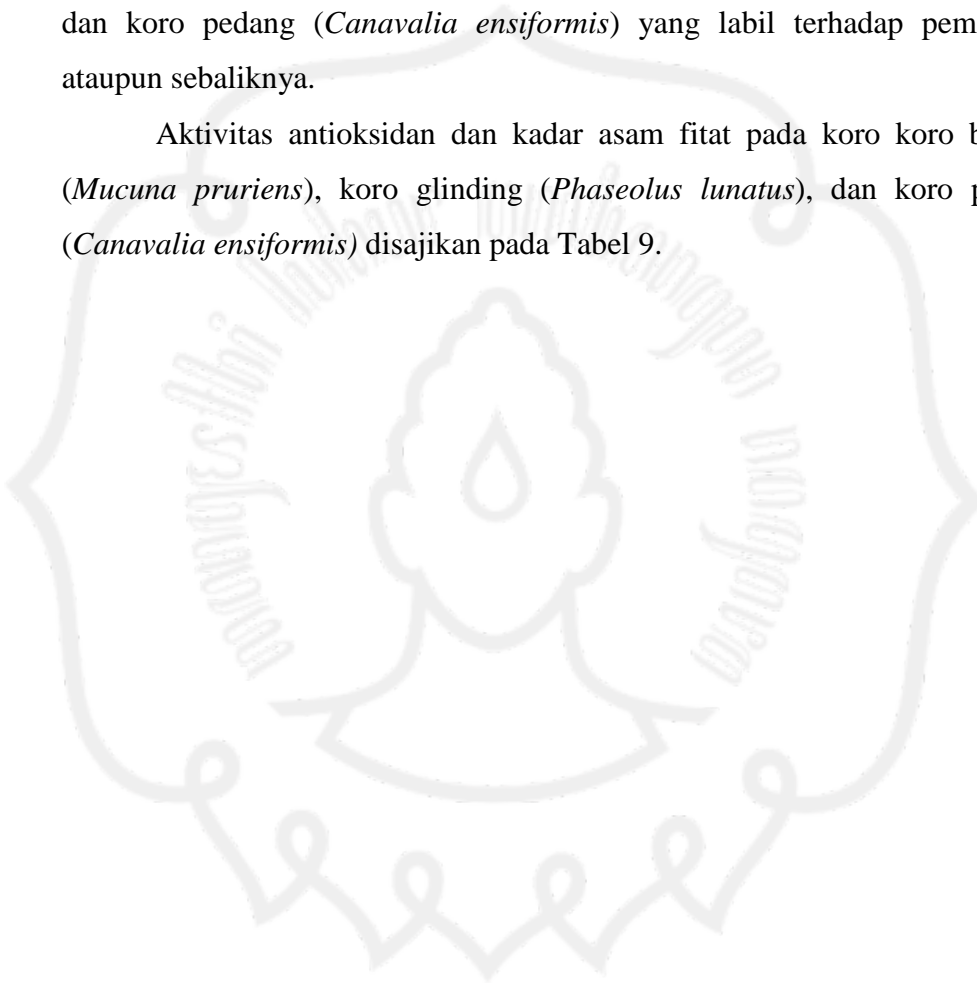 dan koro pedang (Canavalia ensiformis) yang labil terhadap pem
ataupun sebaliknya.
Aktivitas antioksidan dan kadar asam fitat pada koro koro b
(Mucuna pruriens), koro glinding (Phaseolus lunatus), dan koro p
(Canavalia ensiformis) disajikan pada Tabel 9.